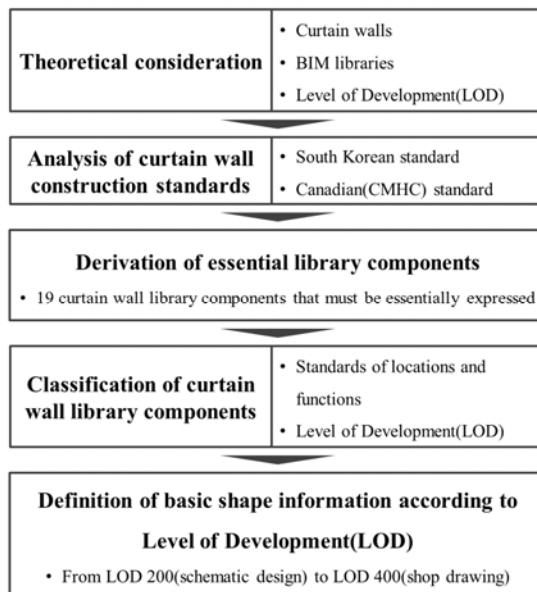 Theoretical consideration
• Curtain walls
• BIM libraries
• Level of Development(LOD)
Analysis of curtain wall
construction standards
• South Korean standard
• Canadian(CMHC) standard
Derivation of essential library components
• 19 curtain wall library components that must be essentially expressed
Classification of curtain
wall library components
• Standards of locations and
functions
• Level of Development(LOD)
Definition of basic shape information according to
Level of Development(LOD)
• From LOD 200(schematic design) to LOD 400(shop drawing)